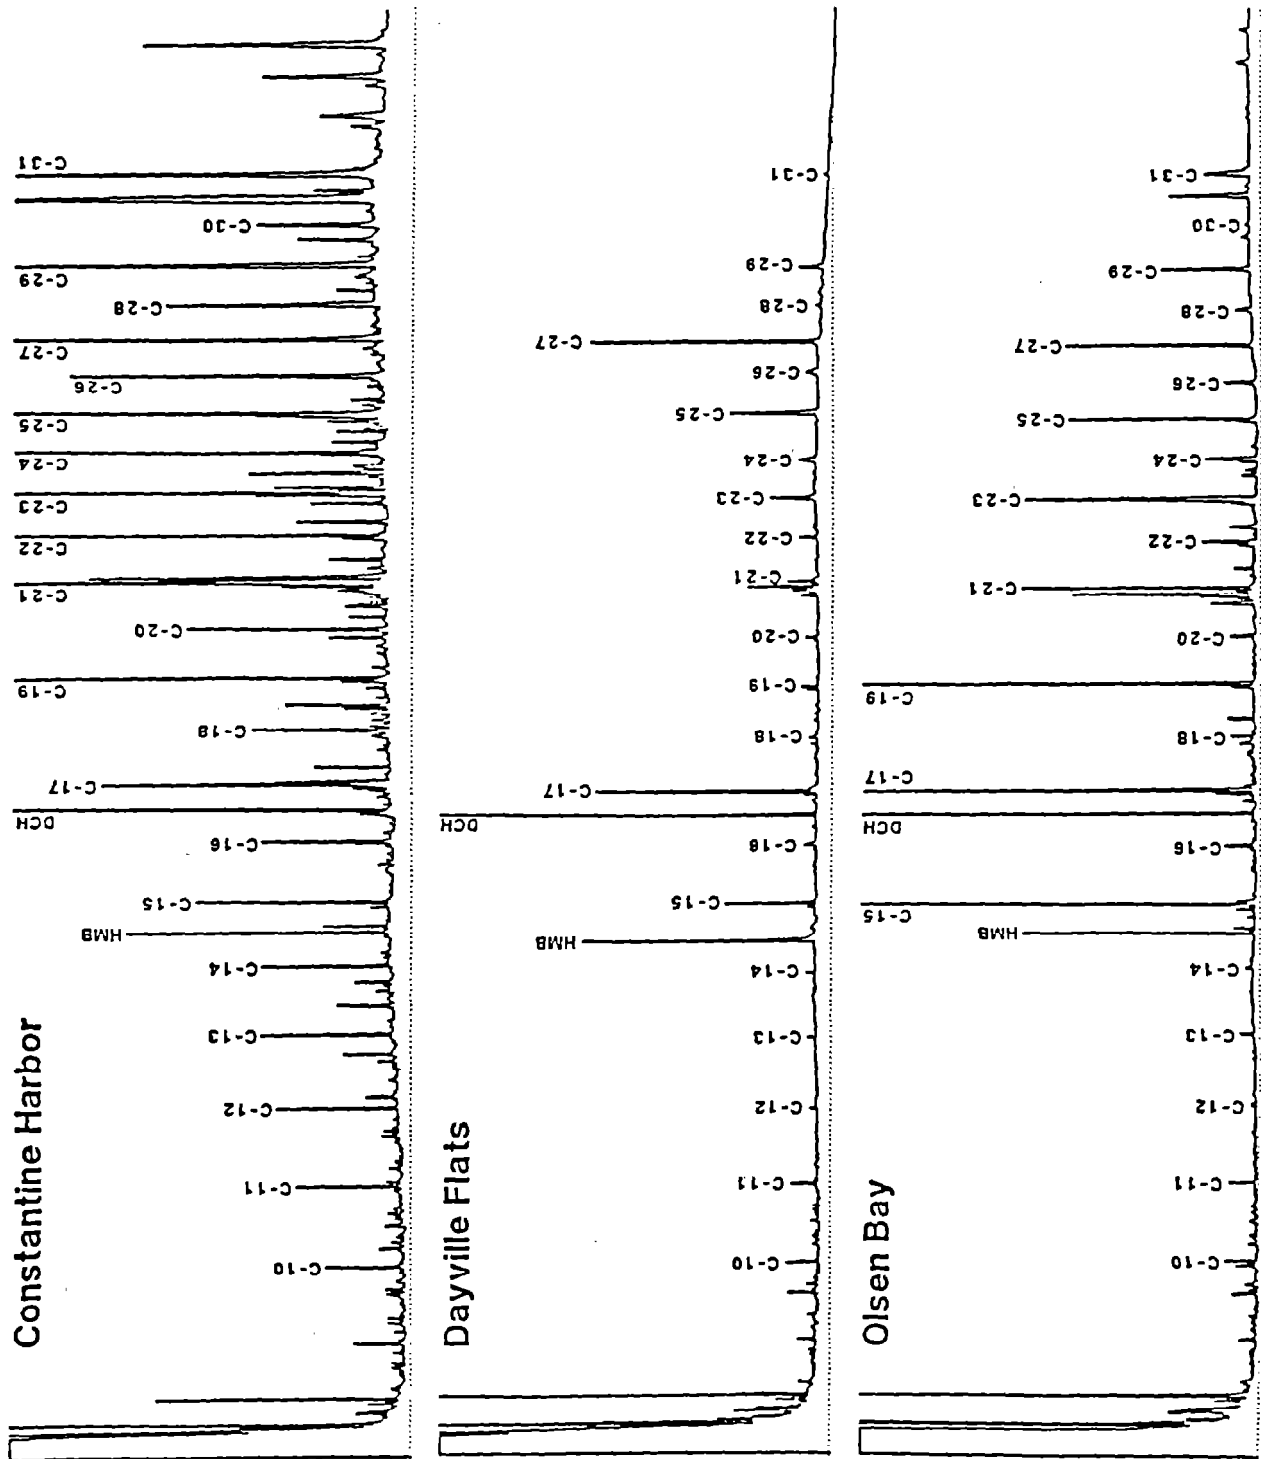 Constantine Harbor
C-10
C-11
C-12
C-13
C-14
HMB
C-15
C-16
DCH
C-17
C-18
C-19
C-20
C-21
C-22
C-23
C-24
C-25
C-26
C-27
C-28
C-29
C-30
C-31
Dayville Flats
C-10
C-11
C-12
C-13
C-14
HMB
C-15
C-16
DCH
C-17
C-18
C-19
C-20
C-21
C-22
C-23
C-24
C-25
C-26
C-27
C-28
C-29
C-31
Olsen Bay
C-10
C-11
C-12
C-13
C-14
HMB
C-15
C-16
DCH
C-17
C-18
C-19
C-20
C-21
C-22
C-23
C-24
C-25
C-26
C-27
C-28
C-29
C-30
C-31